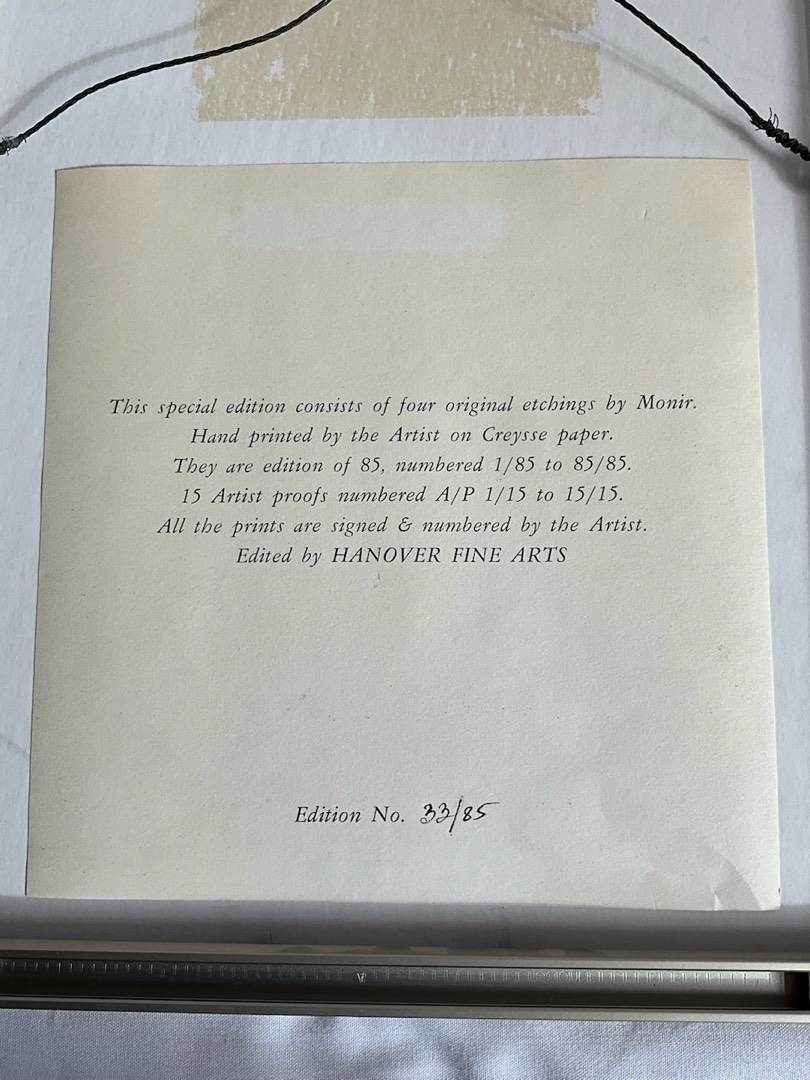 This special edition consists of four original etchings by Monir.
Hand printed by the Artist on Creysse paper.
They are edition of 85, numbered 1/85 to 85/85.
15 Artist proofs numbered A/P 1/15 to 15/15.
All the prints are signed & numbered by the Artist.
Edited by HANOVER FINE ARTS
Edition No. 33/85